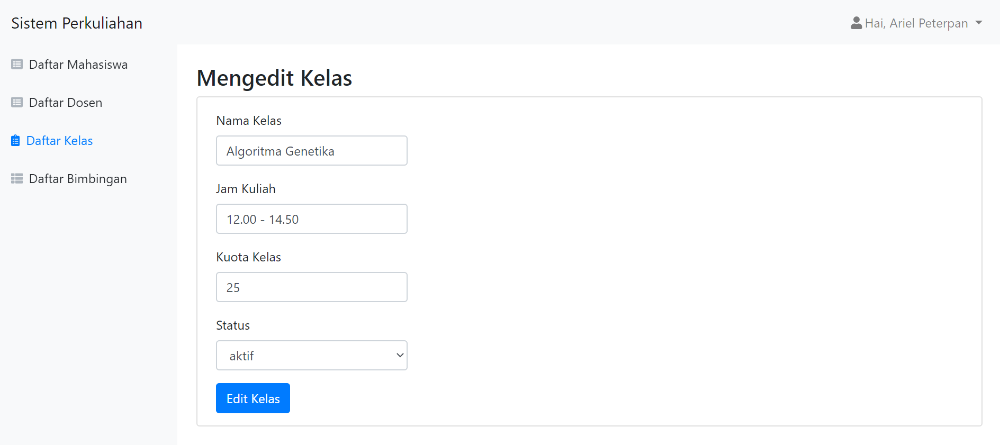 Sistem Perkuliahan
Hai, Ariel Peterpan
Daftar Mahasiswa
Daftar Dosen
Daftar Kelas
Daftar Bimbingan
Mengedit Kelas
Nama Kelas
Algoritma Genetika
Jam Kuliah
12.00 - 14.50
Kuota Kelas
25
Status
aktif
Edit Kelas